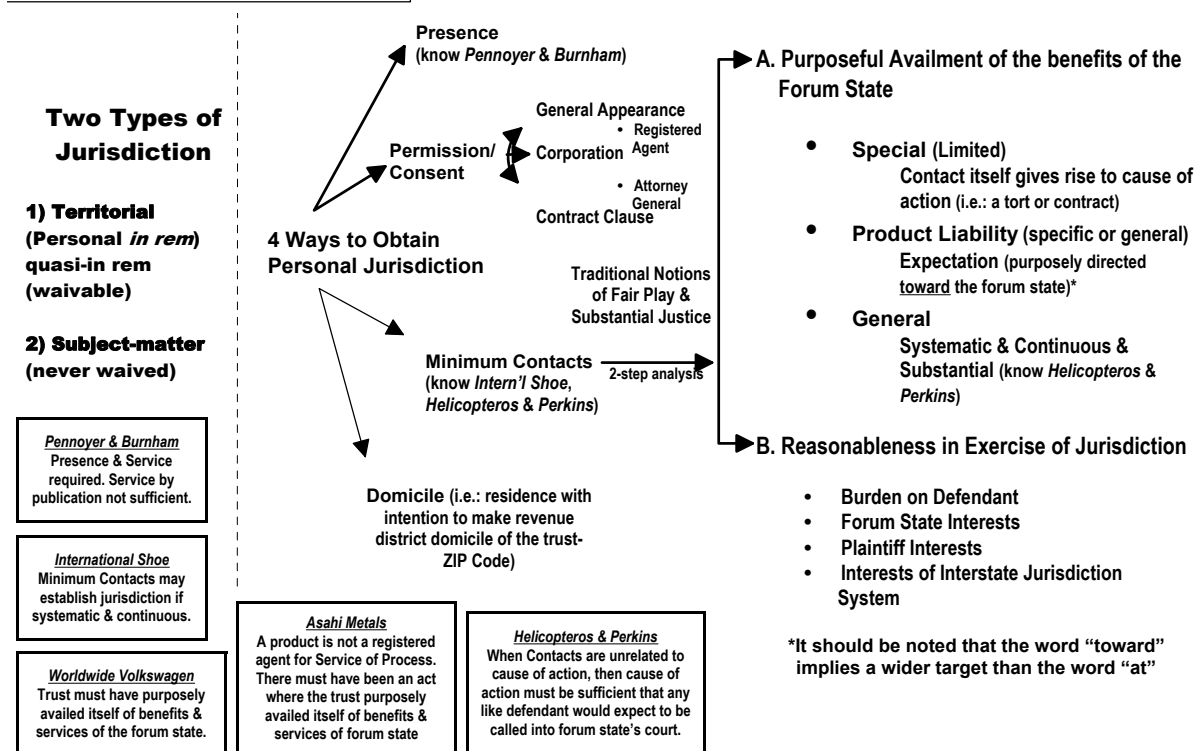 Two Types of
Jurisdiction
1) Territorial
(Personal in rem)
quasi-in rem
(waivable)
2) Subject-matter
(never waived)
Pennoyer & Burnham
Presence & Service
required. Service by
publication not sufficient.
International Shoe
Minimum Contacts may
establish jurisdiction if
systematic & continuous.
Worldwide Volkswagen
Trust must have purposely
availed itself of benefits &
services of the forum state.
4 Ways to Obtain
Personal Jurisdiction
Presence
(know Pennoyer & Burnham)
Permission/
Consent
General Appearance
• Registered
Agent
Corporation
• Attorney
General
Contract Clause
Traditional Notions
of Fair Play &
Substantial Justice
Minimum Contacts
(know Intern'l Shoe,
Helicopteros & Perkins)
2-step analysis
Domicile (i.e.: residence with
intention to make revenue
district domicile of the trust-
ZIP Code)
Asahi Metals
A product is not a registered
agent for Service of Process.
There must have been an act
where the trust purposely
availed itself of benefits &
services of forum state
Helicopteros & Perkins
When Contacts are unrelated to
cause of action, then cause of
action must be sufficient that any
like defendant would expect to be
called into forum state's court.
A. Purposeful Availment of the benefits of the
Forum State
• Special (Limited)
Contact itself gives rise to cause of
action (i.e.: a tort or contract)
• Product Liability (specific or general)
Expectation (purposely directed
toward the forum state)*
• General
Systematic & Continuous &
Substantial (know Helicopteros &
Perkins)
B. Reasonableness in Exercise of Jurisdiction
• Burden on Defendant
• Forum State Interests
• Plaintiff Interests
• Interests of Interstate Jurisdiction
System
*It should be noted that the word "toward"
implies a wider target than the word "at"